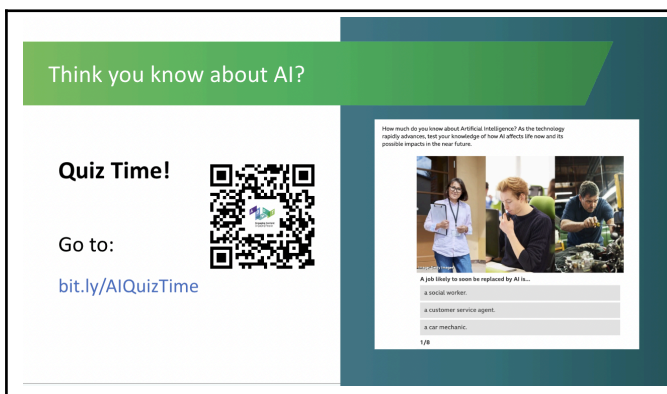 Think you know about AI?
Quiz Time!
Go to:
bit.ly/AIQuizTime
How much do you know about Artificial Intelligence? As the technology
rapidly advances, test your knowledge of how AI affects life now and its
possible impacts in the near future.
A job likely to soon be replaced by AI is...
a social worker.
a customer service agent.
a car mechanic.
1/8